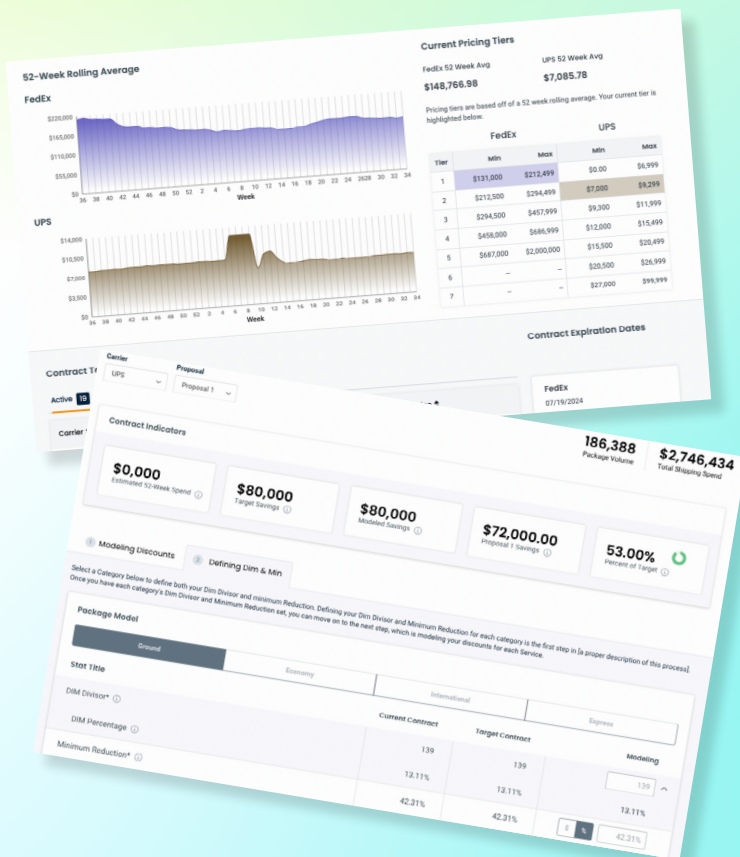 52-Week Rolling Average
FedEx
$220,000
$165,000
$110,000
$55,000
$0
36 38 40 42 44 46 48 50 52 2 4 6 8 10 12 14 16 18 20 22 24 2628 30 32 34
Week
UPS
$14,000
$10,500
$7,000
$3,500
$0
36 38 40 42 44 46 48 50 52 2 4 6 8 10 12 14 16 18 20 22 24 26 28 30 32 34
Week
Current Pricing Tiers
FedEx 52 Week Avg UPS 52 Week Avg
$148,766.98 $7,085.78
Pricing tiers are based off of a 52 week rolling average. Your current tier is
highlighted below.
FedEx UPS
Tier Min Max Min Max
1 $131,000 $212,499 $0.00 $6,999
2 $212,500 $294,499 $7,000 $9,299
3 $294,500 $457,999 $9,300 $11,999
4 $458,000 $686,999 $12,000 $15,499
5 $687,000 $2,000,000 $15,500 $20,499
6 – – $20,500 $26,999
7 – – $27,000 $99,999
Contract Expiration Dates
FedEx
07/19/2024
Contract Tr
Active 19
Carrier
Carrier Proposal
UPS Proposal 1
186,388 $2,746,434
Package Volume Total Shipping Spend
Contract Indicators
$0,000
Estimated 52-Week Spend
$80,000
Target Savings
$80,000
Modeled Savings
$72,000.00
Proposal 1 Savings
53.00%
Percent of Target
1 Modeling Discounts
2 Defining Dim & Min
Select a Category below to define both your Dim Divisor and minimum Reduction. Defining your Dim Divisor and Minimum Reduction for each category is the first step in [a proper description of this process].
Once you have each category's Dim Divisor and Minimum Reduction set, you can move on to the next step, which is modeling your discounts for each Service.
Package Model
Ground Economy International Express
Stat Title Current Contract Target Contract Modeling
DIM Divisor* 139 139 139
DIM Percentage 13.11% 13.11% 13.11%
Minimum Reduction* 42.31% 42.31% % 42.31%